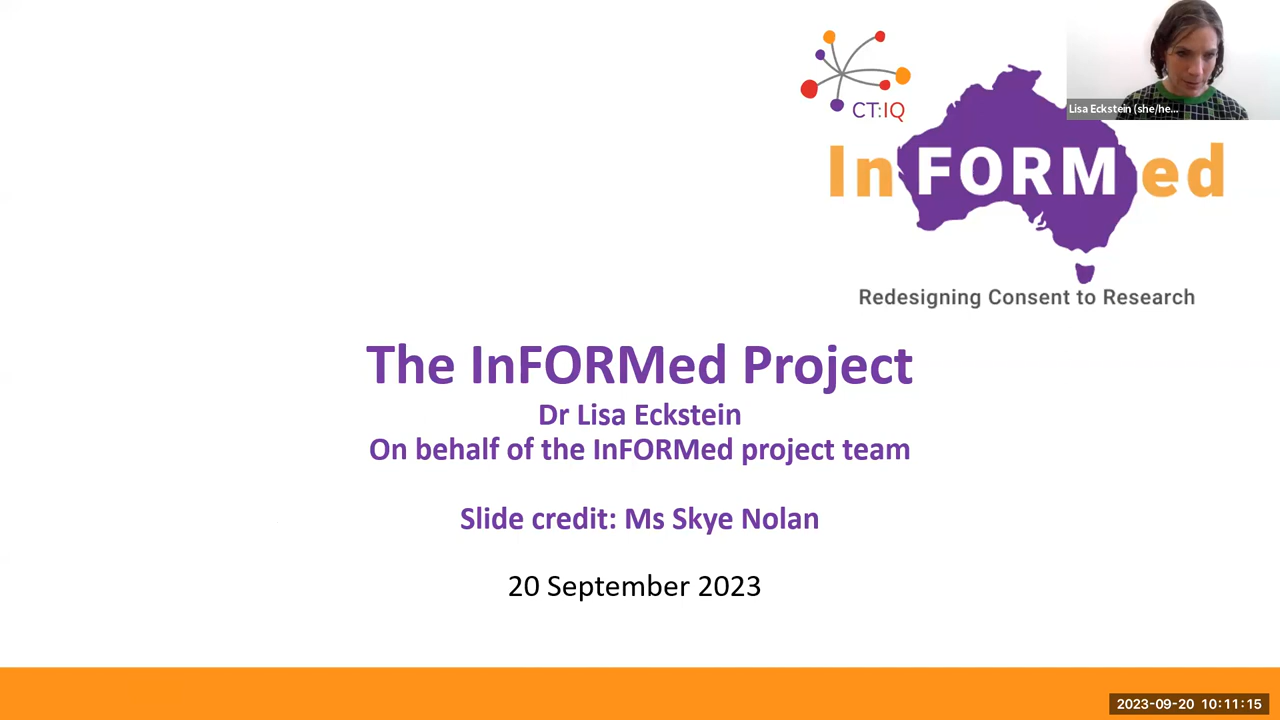 CT:IQ
Lisa Eckstein (she/he...
InFORMed
Redesigning Consent to Research
The InFORMed Project
Dr Lisa Eckstein
On behalf of the InFORMed project team
Slide credit: Ms Skye Nolan
20 September 2023
2023-09-20 10:11:15